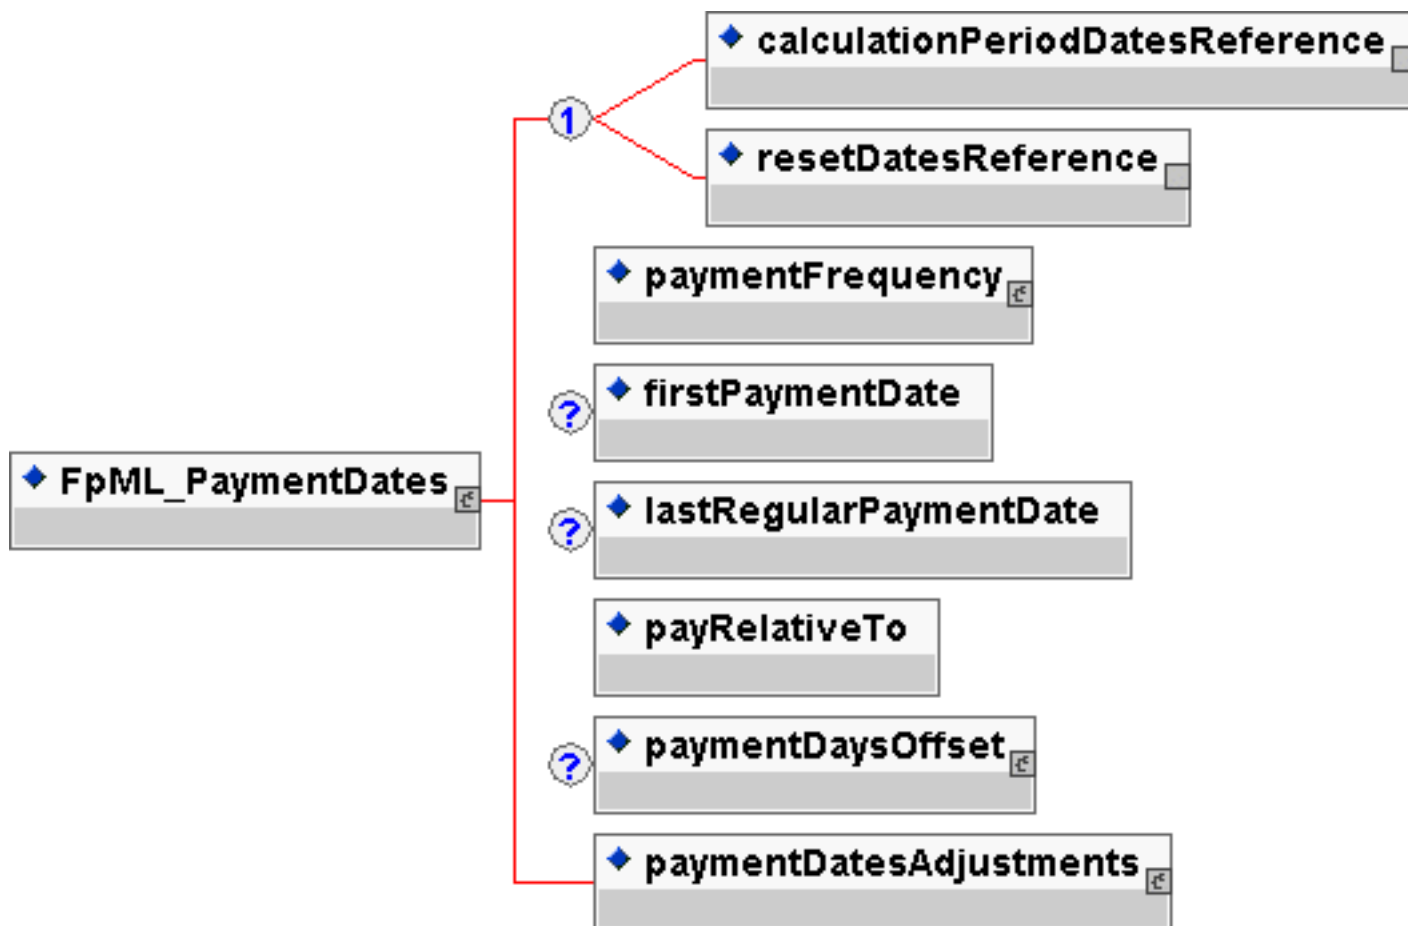 calculationPeriodDatesReference
1
resetDatesReference
paymentFrequency
firstPaymentDate
?
FpML_PaymentDates
lastRegularPaymentDate
?
payRelativeTo
paymentDaysOffset
?
paymentDatesAdjustments